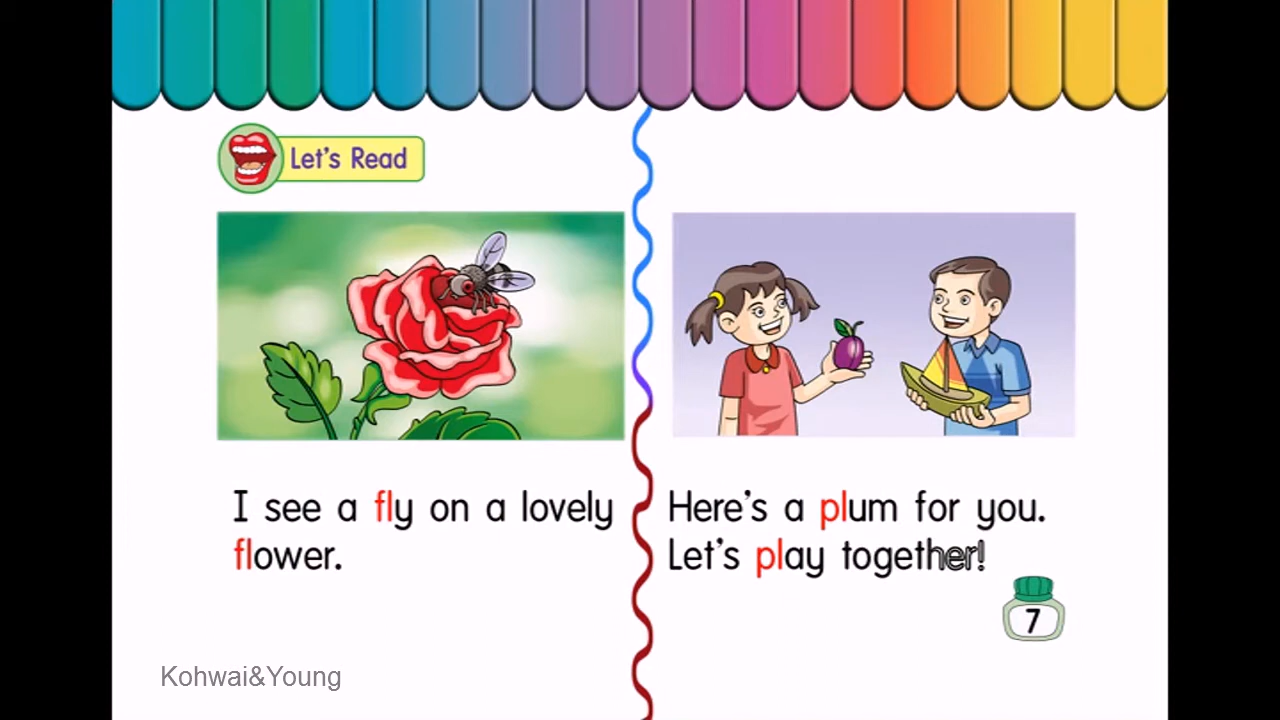 Let's Read
I see a fly on a lovely
flower.
Here's a plum for you.
Let's play together!
7
Kohwai&Young